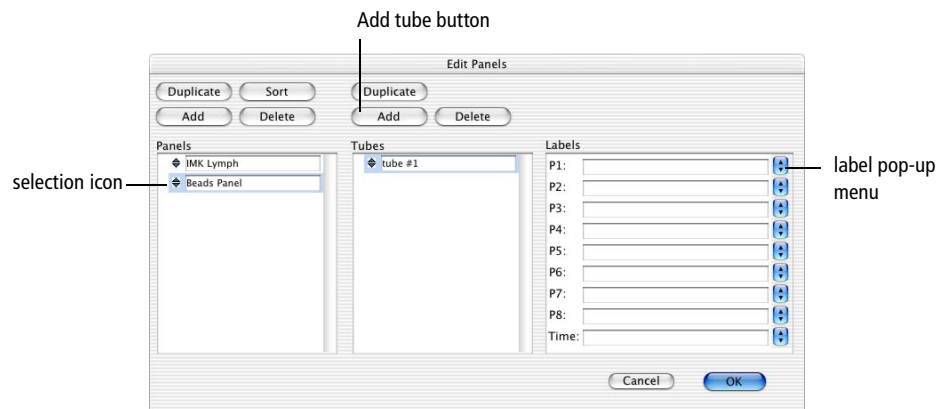 Add tube button
Edit Panels
Duplicate Sort Duplicate
Add Delete Add Delete
Panels Tubes Labels
IMK Lymph tube #1 P1:
label pop-up menu
selection icon
Beads Panel P2:
P3:
P4:
P5:
P6:
P7:
P8:
Time:
Cancel OK